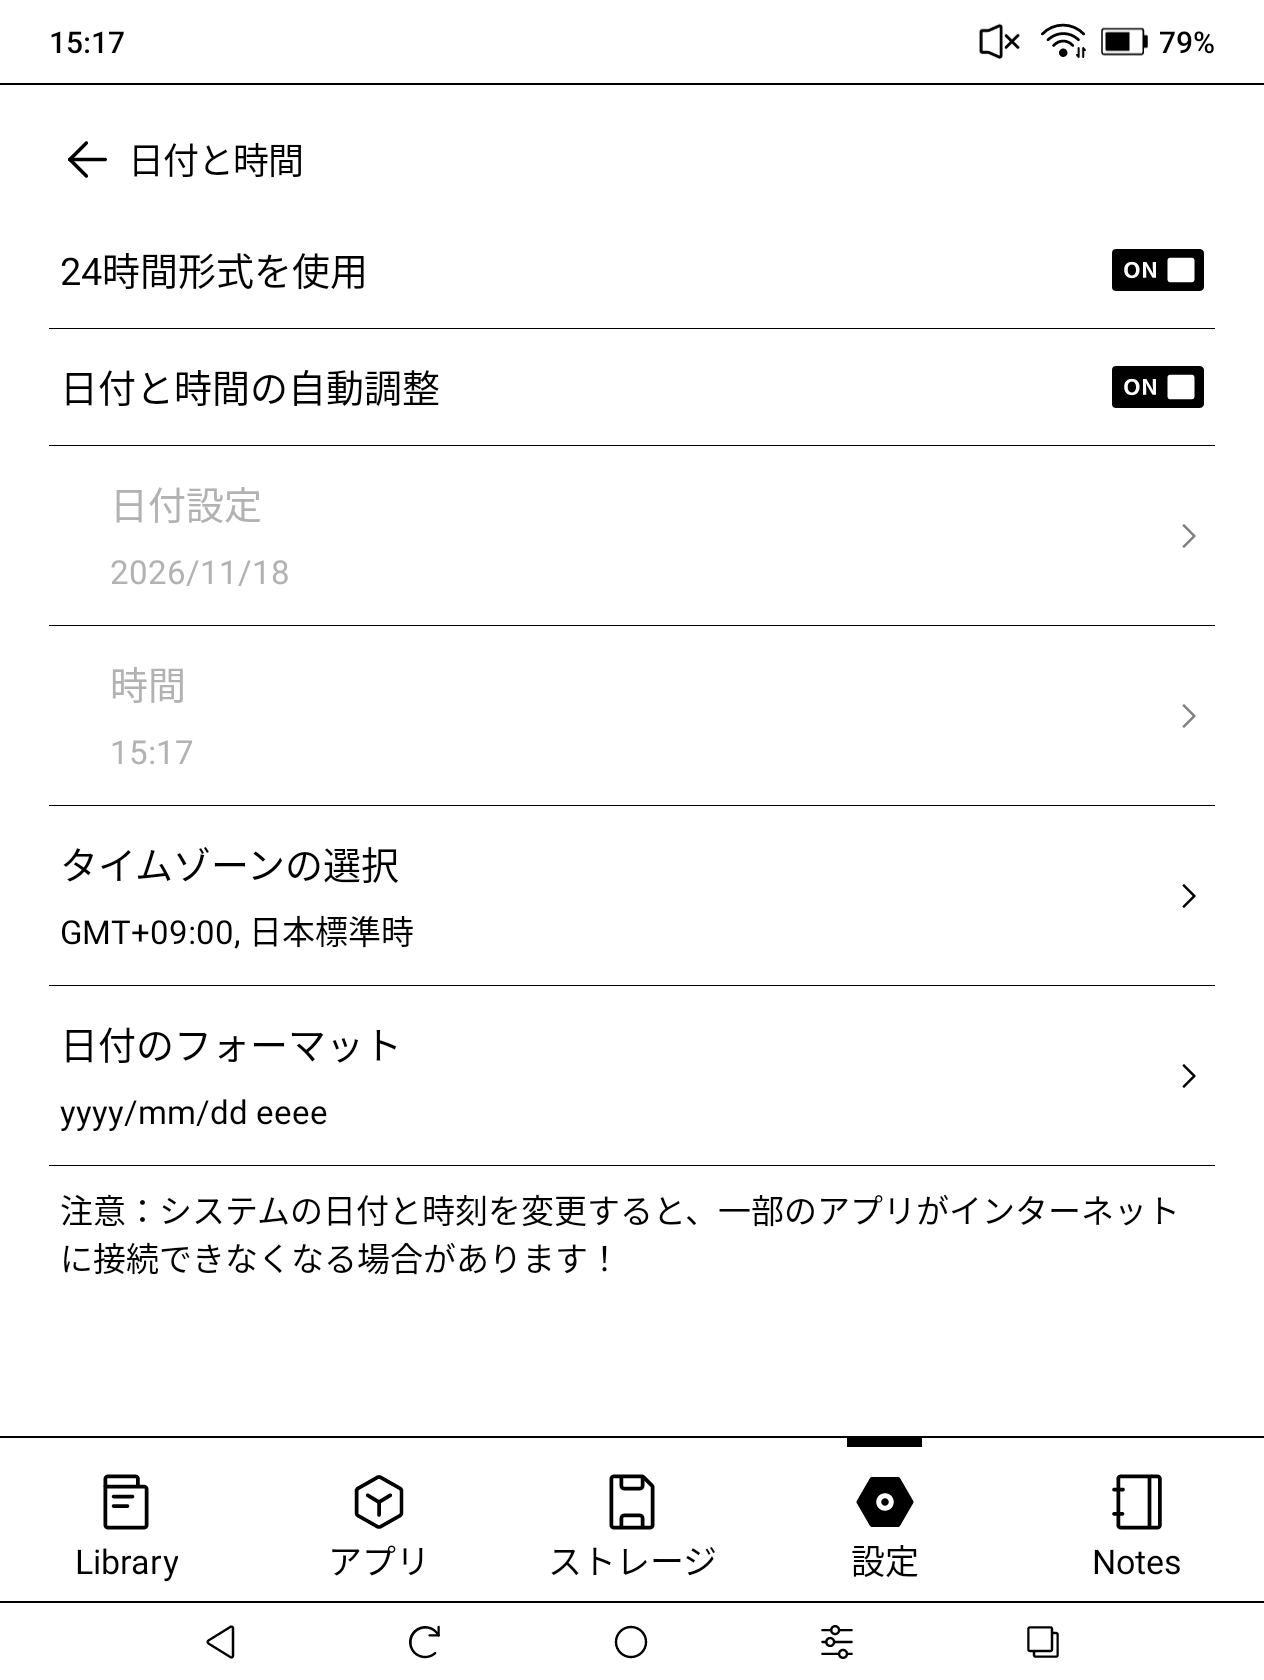 15:17
79%
日付と時間
24時間形式を使用
ON
日付と時間の自動調整
ON
日付設定
2026/11/18
時間
15:17
タイムゾーンの選択
GMT+09:00, 日本標準時
日付のフォーマット
yyyy/mm/dd eeee
注意：システムの日付と時刻を変更すると、一部のアプリがインターネット
に接続できなくなる場合があります！
Library
アプリ
ストレージ
設定
Notes